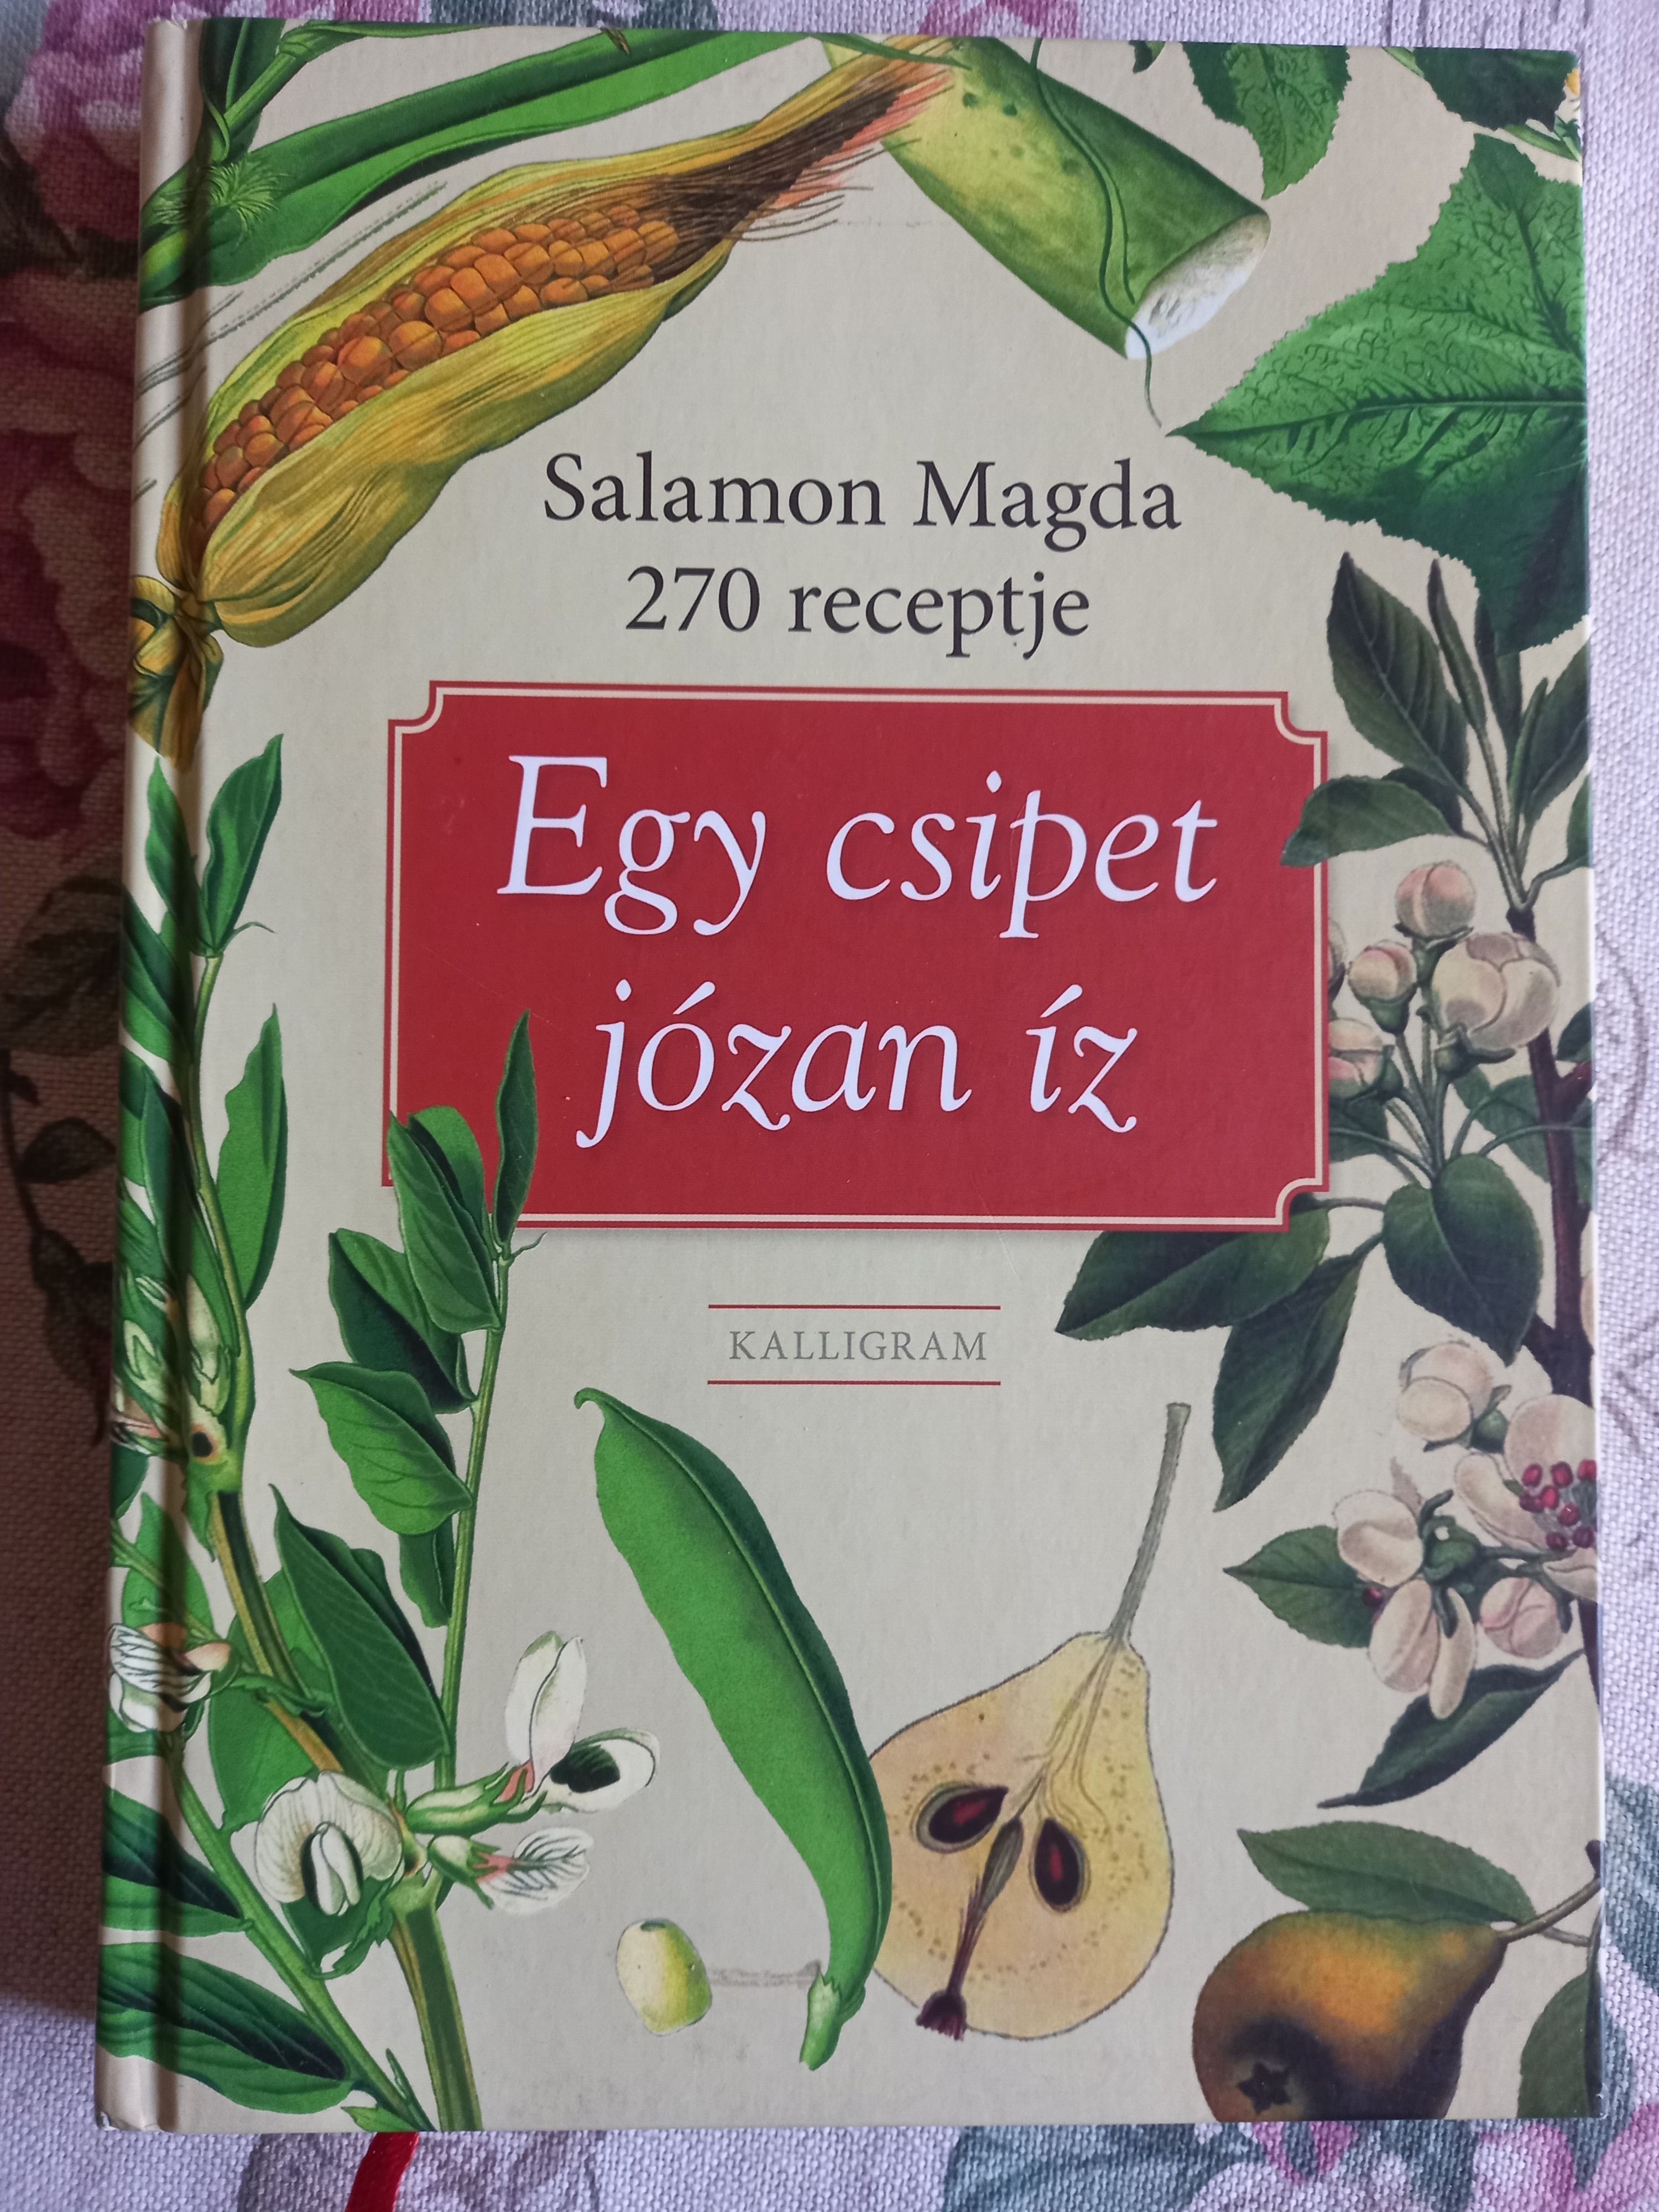 Salamon Magda
270 receptje
Egy csipet
józan íz
KALLIGRAM